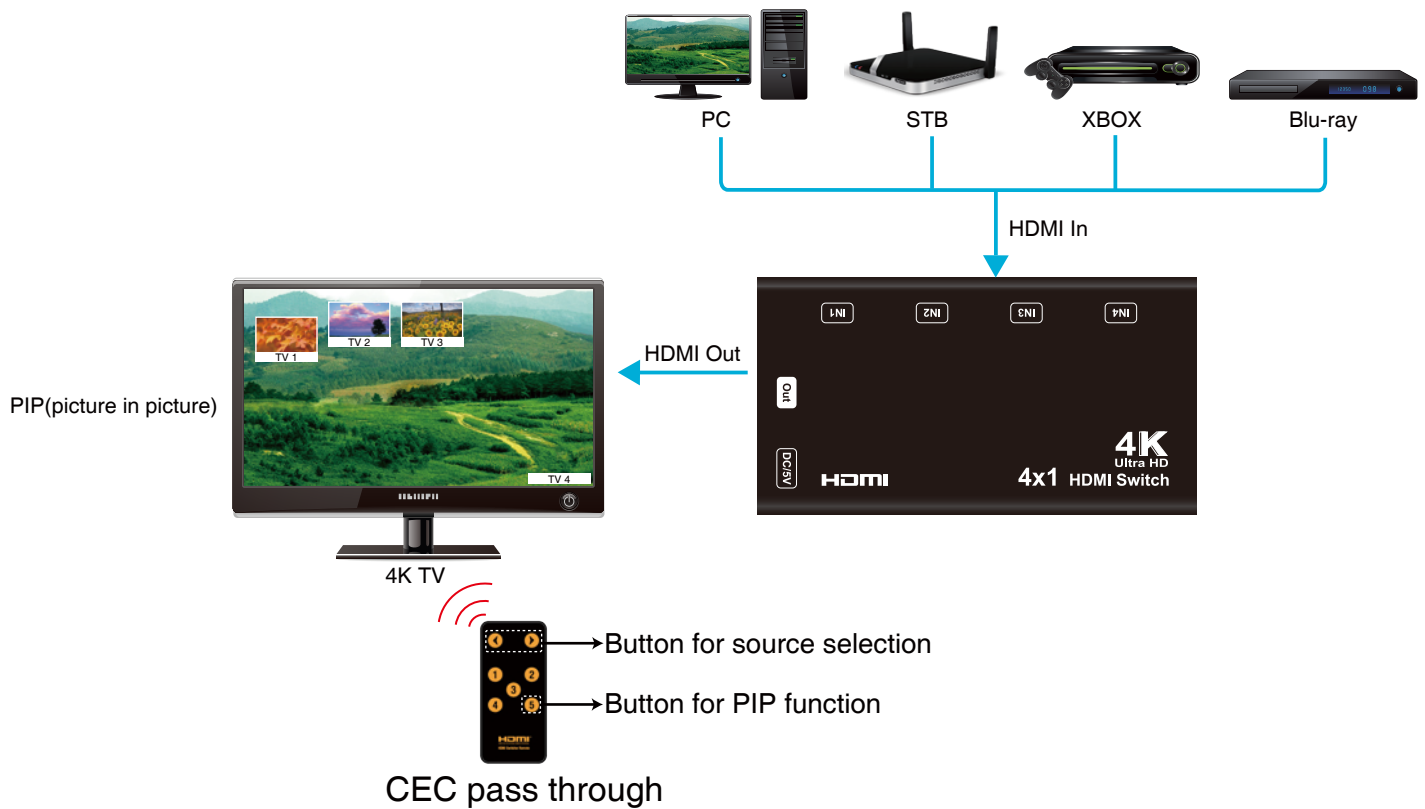 PC
STB
XBOX
Blu-ray
HDMI In
IN1
IN2
IN3
IN4
HDMI Out
Out
DC/5V
HDMI
4K
Ultra HD
4x1 HDMI Switch
PIP(picture in picture)
TV 1
TV 2
TV 3
TV 4
4K TV
Button for source selection
1
2
3
4
5
Button for PIP function
HDMI
CEC pass through